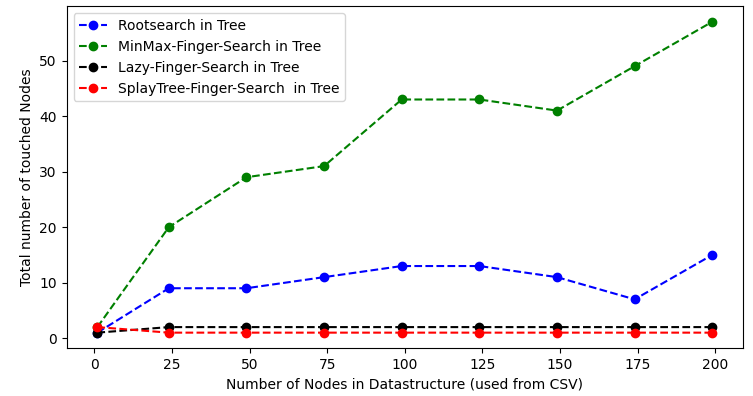 Rootsearch in Tree
MinMax-Finger-Search in Tree
Lazy-Finger-Search in Tree
SplayTree-Finger-Search  in Tree
Total number of touched Nodes
50
40
30
20
10
0
0 25 50 75 100 125 150 175 200
Number of Nodes in Datastructure (used from CSV)